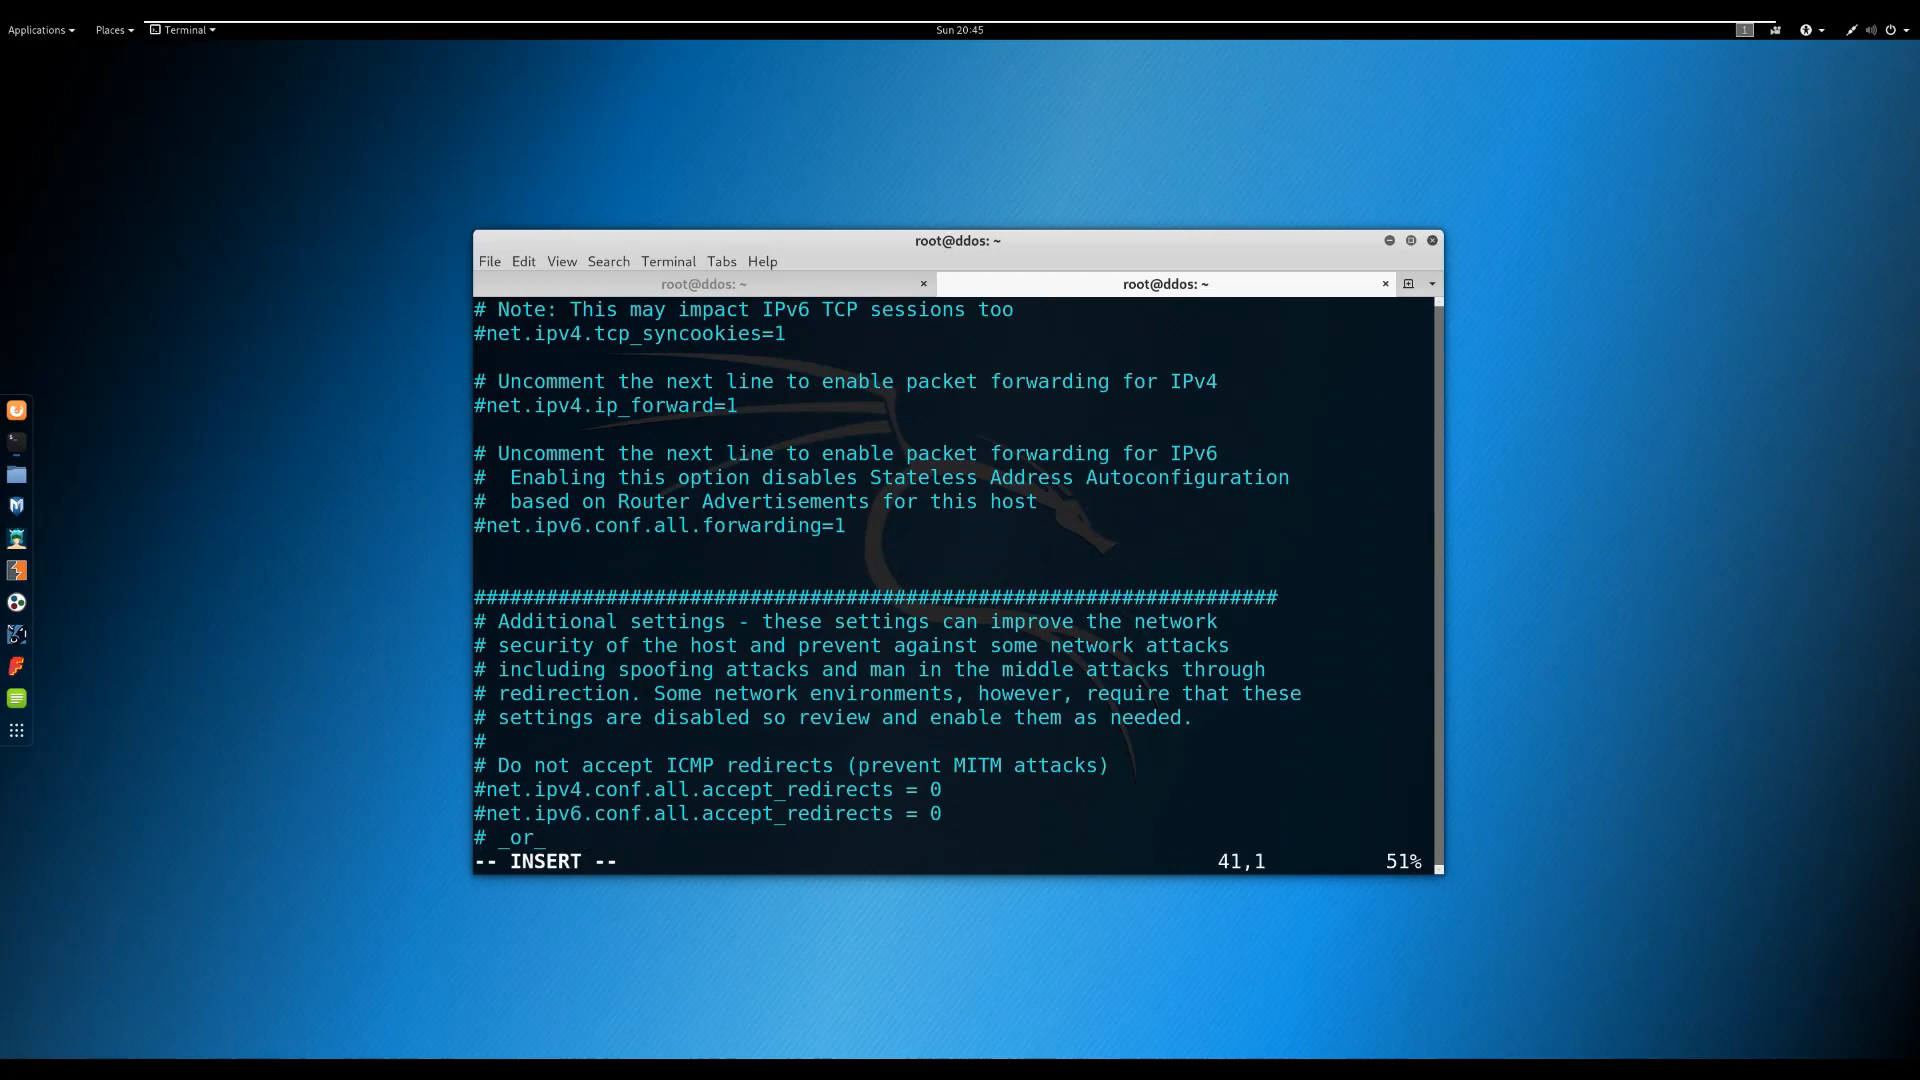 Applications
Places
Terminal
Sun 20:45
1
root@ddos: ~
File Edit View Search Terminal Tabs Help
root@ddos: ~
root@ddos: ~
# Note: This may impact IPv6 TCP sessions too
#net.ipv4.tcp_syncookies=1
# Uncomment the next line to enable packet forwarding for IPv4
#net.ipv4.ip_forward=1
# Uncomment the next line to enable packet forwarding for IPv6
#  Enabling this option disables Stateless Address Autoconfiguration
#  based on Router Advertisements for this host
#net.ipv6.conf.all.forwarding=1
###################################################################
# Additional settings - these settings can improve the network
# security of the host and prevent against some network attacks
# including spoofing attacks and man in the middle attacks through
# redirection. Some network environments, however, require that these
# settings are disabled so review and enable them as needed.
#
# Do not accept ICMP redirects (prevent MITM attacks)
#net.ipv4.conf.all.accept_redirects = 0
#net.ipv6.conf.all.accept_redirects = 0
# _or_
-- INSERT -- 41,1 51%